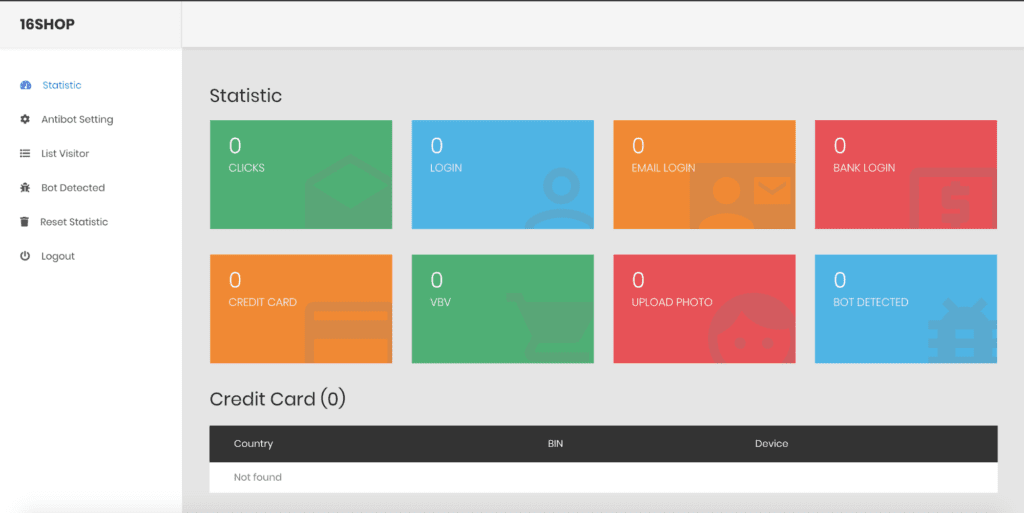 16SHOP
Statistic
Antibot Setting
List Visitor
Bot Detected
Reset Statistic
Logout
Statistic
0
CLICKS
0
LOGIN
0
EMAIL LOGIN
0
BANK LOGIN
0
CREDIT CARD
0
VBV
0
UPLOAD PHOTO
0
BOT DETECTED
Credit Card (0)
Country BIN Device
Not found